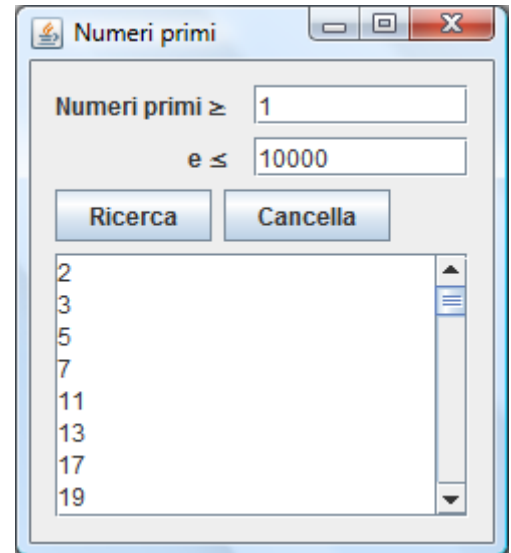 Numeri primi
Numeri primi ≥ 1
e ≤ 10000
Ricerca Cancella
2
3
5
7
11
13
17
19